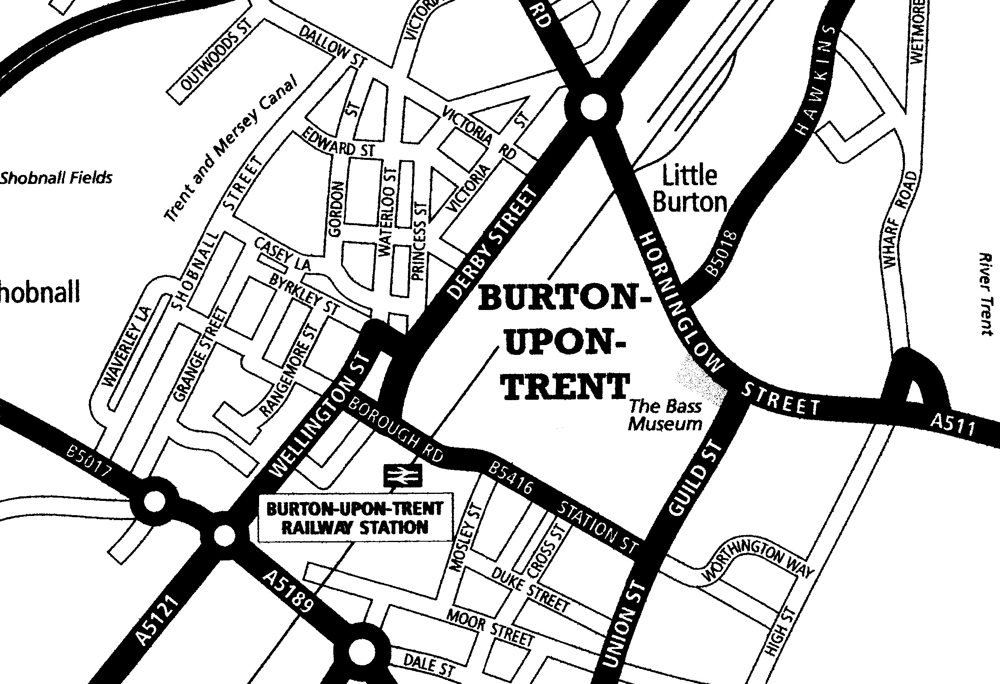 RD
VICTORIA
WETMORE
OUTWOODS ST
DALLOW ST
HAWKINS
Trent and Mersey Canal
ST
EDWARD ST
VICTORIA
RD
ST
Shobnall Fields
STREET
GORDON
WATERLOO ST
PRINCESS ST
VICTORIA
DERBY STREET
Little
Burton
B5018
WHARF ROAD
River Trent
SHOBNALL
CASEY LA
BYRKLEY ST
hobnall
WAVERLEY LA
GRANGE STREET
RANGEMORE ST
WELLINGTON ST
BURTON-
UPON-
TRENT
HORNINGLOW
STREET
A511
The Bass
Museum
BOROUGH RD
B5017
B5416
STATION ST
GUILD ST
BURTON-UPON-TRENT
RAILWAY STATION
MOSLEY ST
CROSS ST
DUKE STREET
WORTHINGTON WAY
A5121
A5189
MOOR STREET
UNION ST
HIGH ST
DALE ST